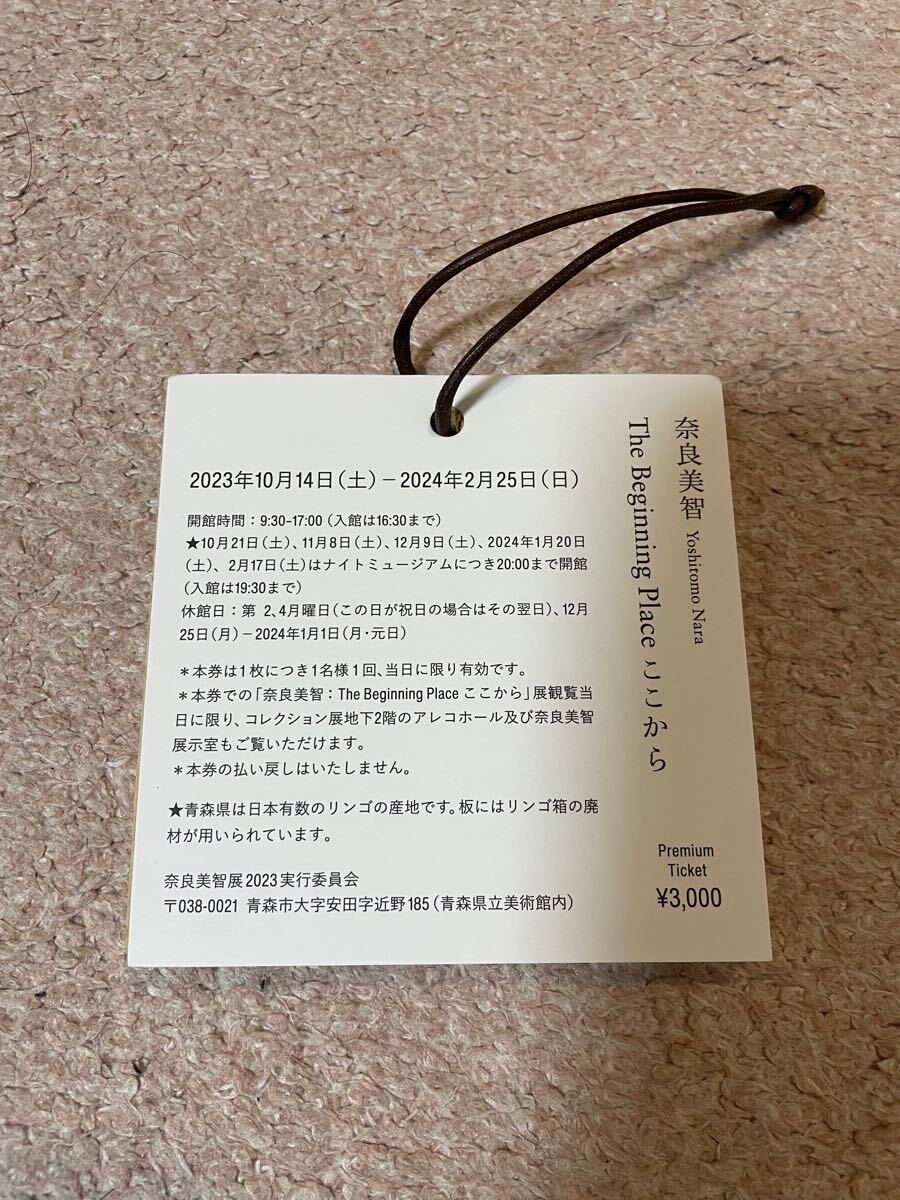 奈良美智 Yoshitomo Nara
The Beginning Place ここから
2023年10月14日（土）－2024年2月25日（日）
開館時間：9:30-17:00（入館は16:30まで）
★10月21日（土）、11月8日（土）、12月9日（土）、2024年1月20日
（土）、2月17日（土）はナイトミュージアムにつき20:00まで開館
（入館は19:30まで）
休館日：第 2、4月曜日（この日が祝日の場合はその翌日）、12月
25日（月）－2024年1月1日（月・元日）
＊本券は1枚につき1名様1回、当日に限り有効です。
＊本券での「奈良美智：The Beginning Place ここから」展観覧当
日に限り、コレクション展地下2階のアレコホール及び奈良美智
展示室もご覧いただけます。
＊本券の払い戻しはいたしません。
★青森県は日本有数のリンゴの産地です。板にはリンゴ箱の廃
材が用いられています。
奈良美智展2023実行委員会
〒038-0021 青森市大字安田字近野185（青森県立美術館内）
Premium
Ticket
¥3,000